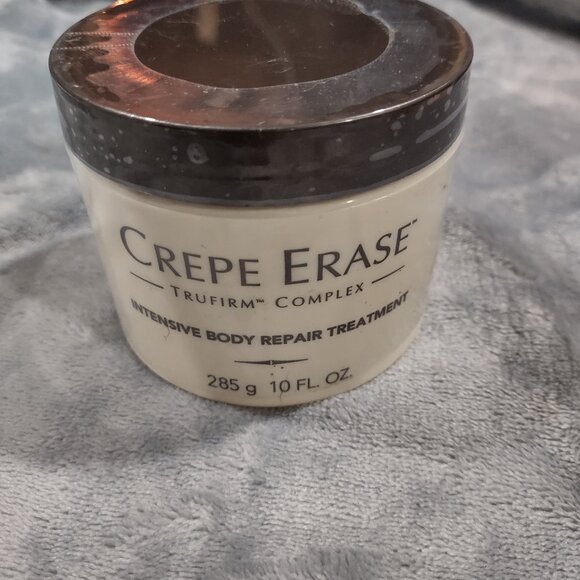 CREPE ERASE™
TRUFIRM™ COMPLEX
INTENSIVE BODY REPAIR TREATMENT
285 g 10 FL. OZ.